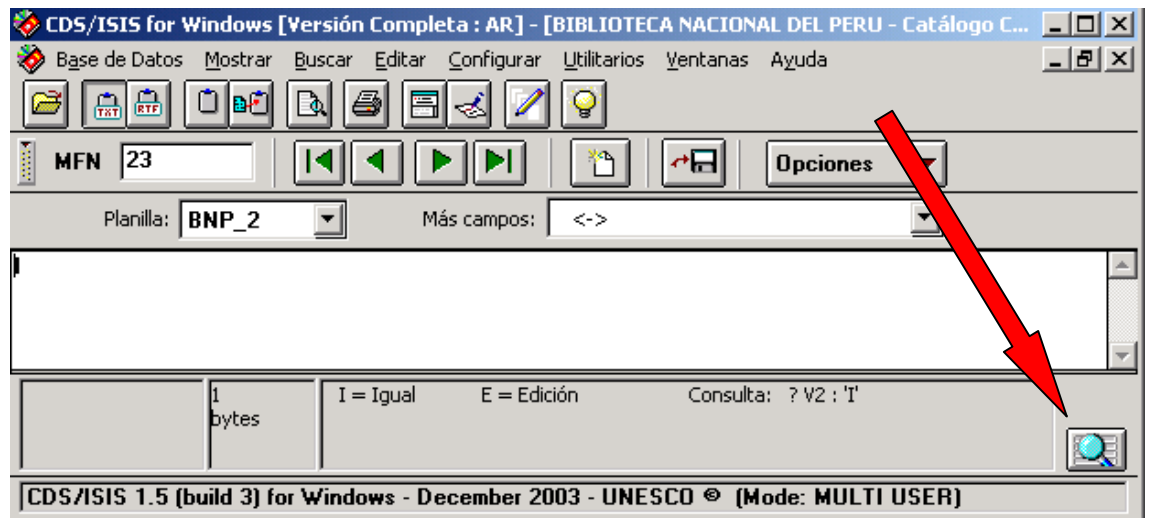 CDS/ISIS for Windows [Versión Completa : AR] - [BIBLIOTECA NACIONAL DEL PERU - Catálogo C...
Base de Datos Mostrar Buscar Editar Configurar Utilitarios Ventanas Ayuda
TXT RTF
MFN 23 Opciones
Planilla: BNP_2 Más campos: <->
1 I = Igual E = Edición Consulta: ? V2 : 'I'
bytes
CDS/ISIS 1.5 (build 3) for Windows - December 2003 - UNESCO © (Mode: MULTI USER)